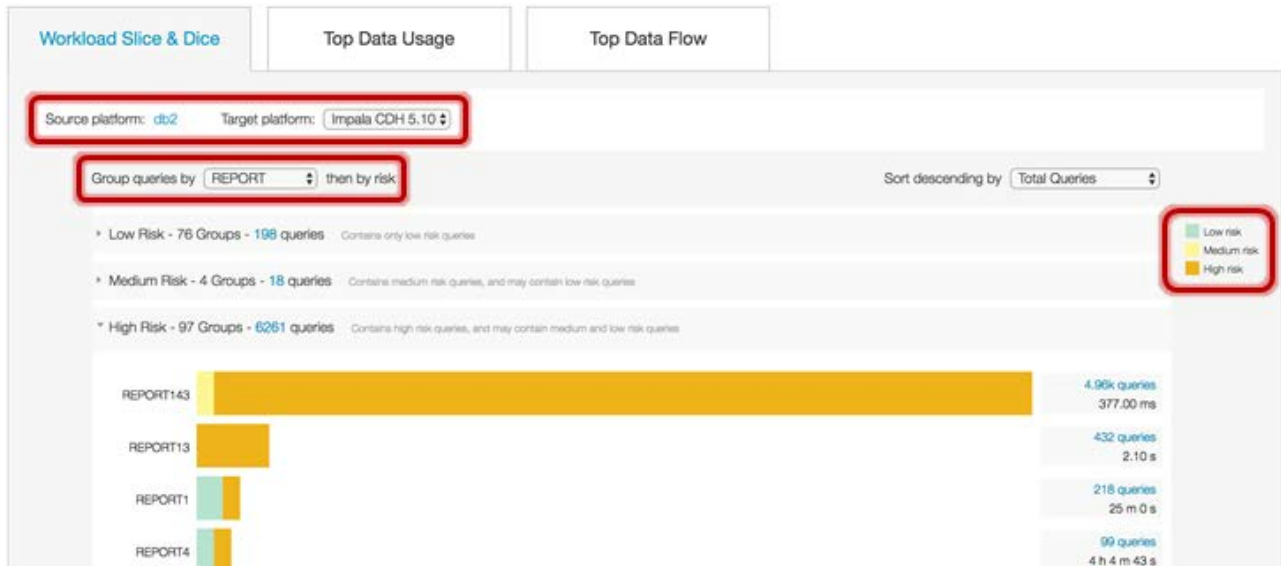 Workload Slice & Dice Top Data Usage Top Data Flow
Source platform: db2 Target platform: Impala CDH 5.10
Group queries by REPORT then by risk Sort descending by Total Queries
Low Risk - 76 Groups - 198 queries Contains only low risk queries
Low risk
Medium risk
High risk
Medium Risk - 4 Groups - 18 queries Contains medium risk queries, and may contain low risk queries
High Risk - 97 Groups - 6261 queries Contains high risk queries, and may contain medium and low risk queries
REPORT143 4.96k queries
377.00 ms
REPORT13 432 queries
2.10 s
REPORT1 218 queries
25 m 0 s
REPORT4 99 queries
4 h 4 m 43 s